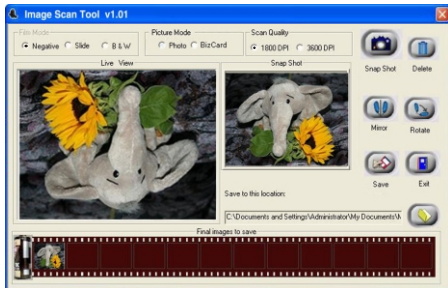 Image Scan Tool v1.01
Film Mode
Negative Slide B & W
Picture Mode
Photo BizCard
Scan Quality
1800 DPI 3600 DPI
Snap Shot Delete
Live View
Snap Shot
Mirror Rotate
Save Exit
Save to this location:
C:\Documents and Settings\Administrator\My Documents\M
Final images to save